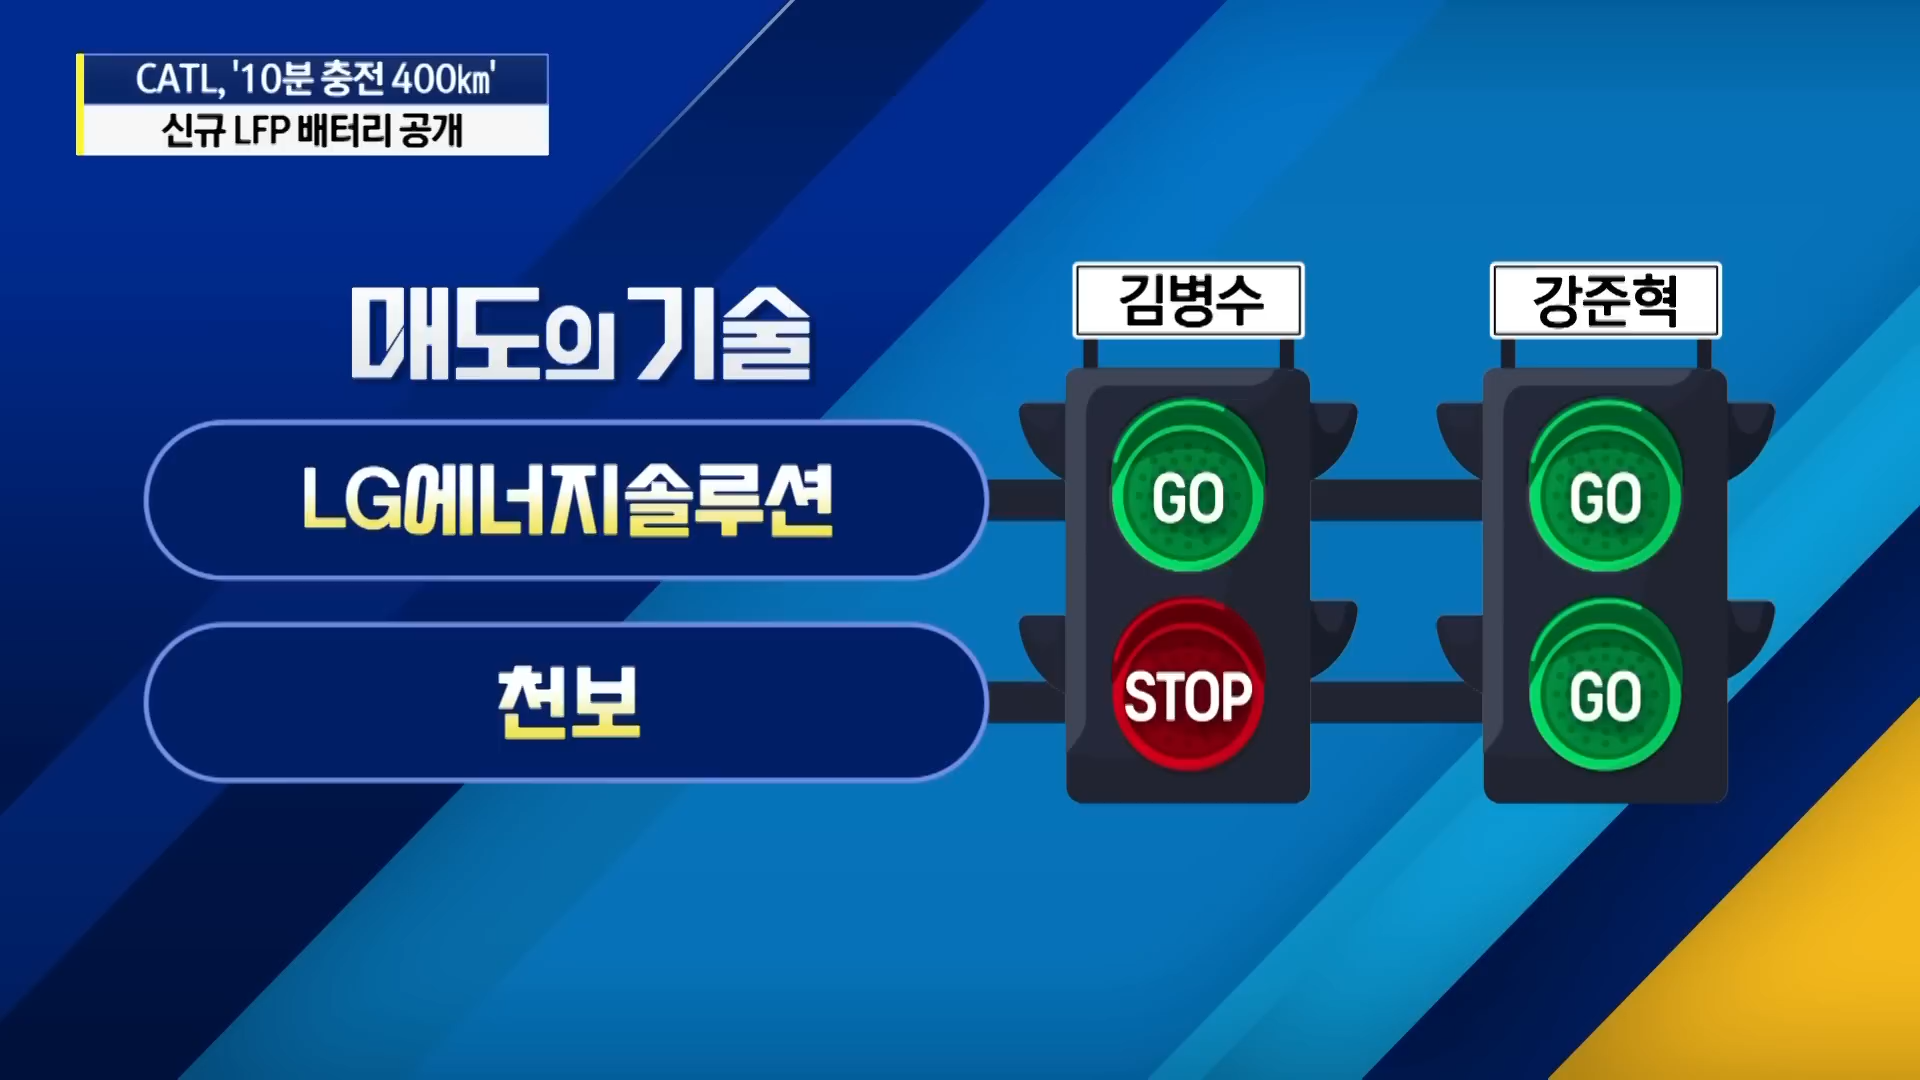 CATL, '10분 충전 400㎞'
신규 LFP 배터리 공개
매도의 기술
김병수
강준혁
LG에너지솔루션
GO
GO
천보
STOP
GO